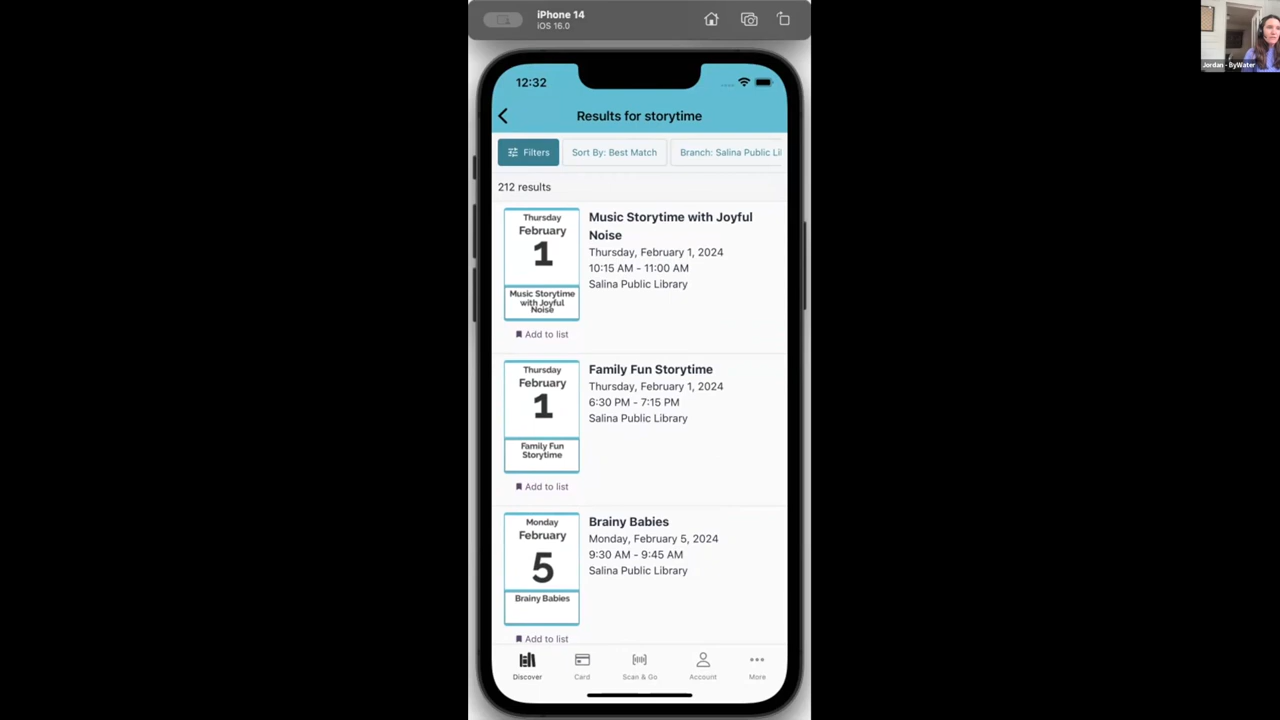 iPhone 14
iOS 16.0
Jordan - ByWater
12:32
Results for storytime
Filters
Sort By: Best Match
Branch: Salina Public Li
212 results
Thursday
February
1
Music Storytime
with Joyful
Noise
Add to list
Music Storytime with Joyful
Noise
Thursday, February 1, 2024
10:15 AM - 11:00 AM
Salina Public Library
Thursday
February
1
Family Fun
Storytime
Add to list
Family Fun Storytime
Thursday, February 1, 2024
6:30 PM - 7:15 PM
Salina Public Library
Monday
February
5
Brainy Babies
Add to list
Brainy Babies
Monday, February 5, 2024
9:30 AM - 9:45 AM
Salina Public Library
Discover
Card
Scan & Go
Account
More